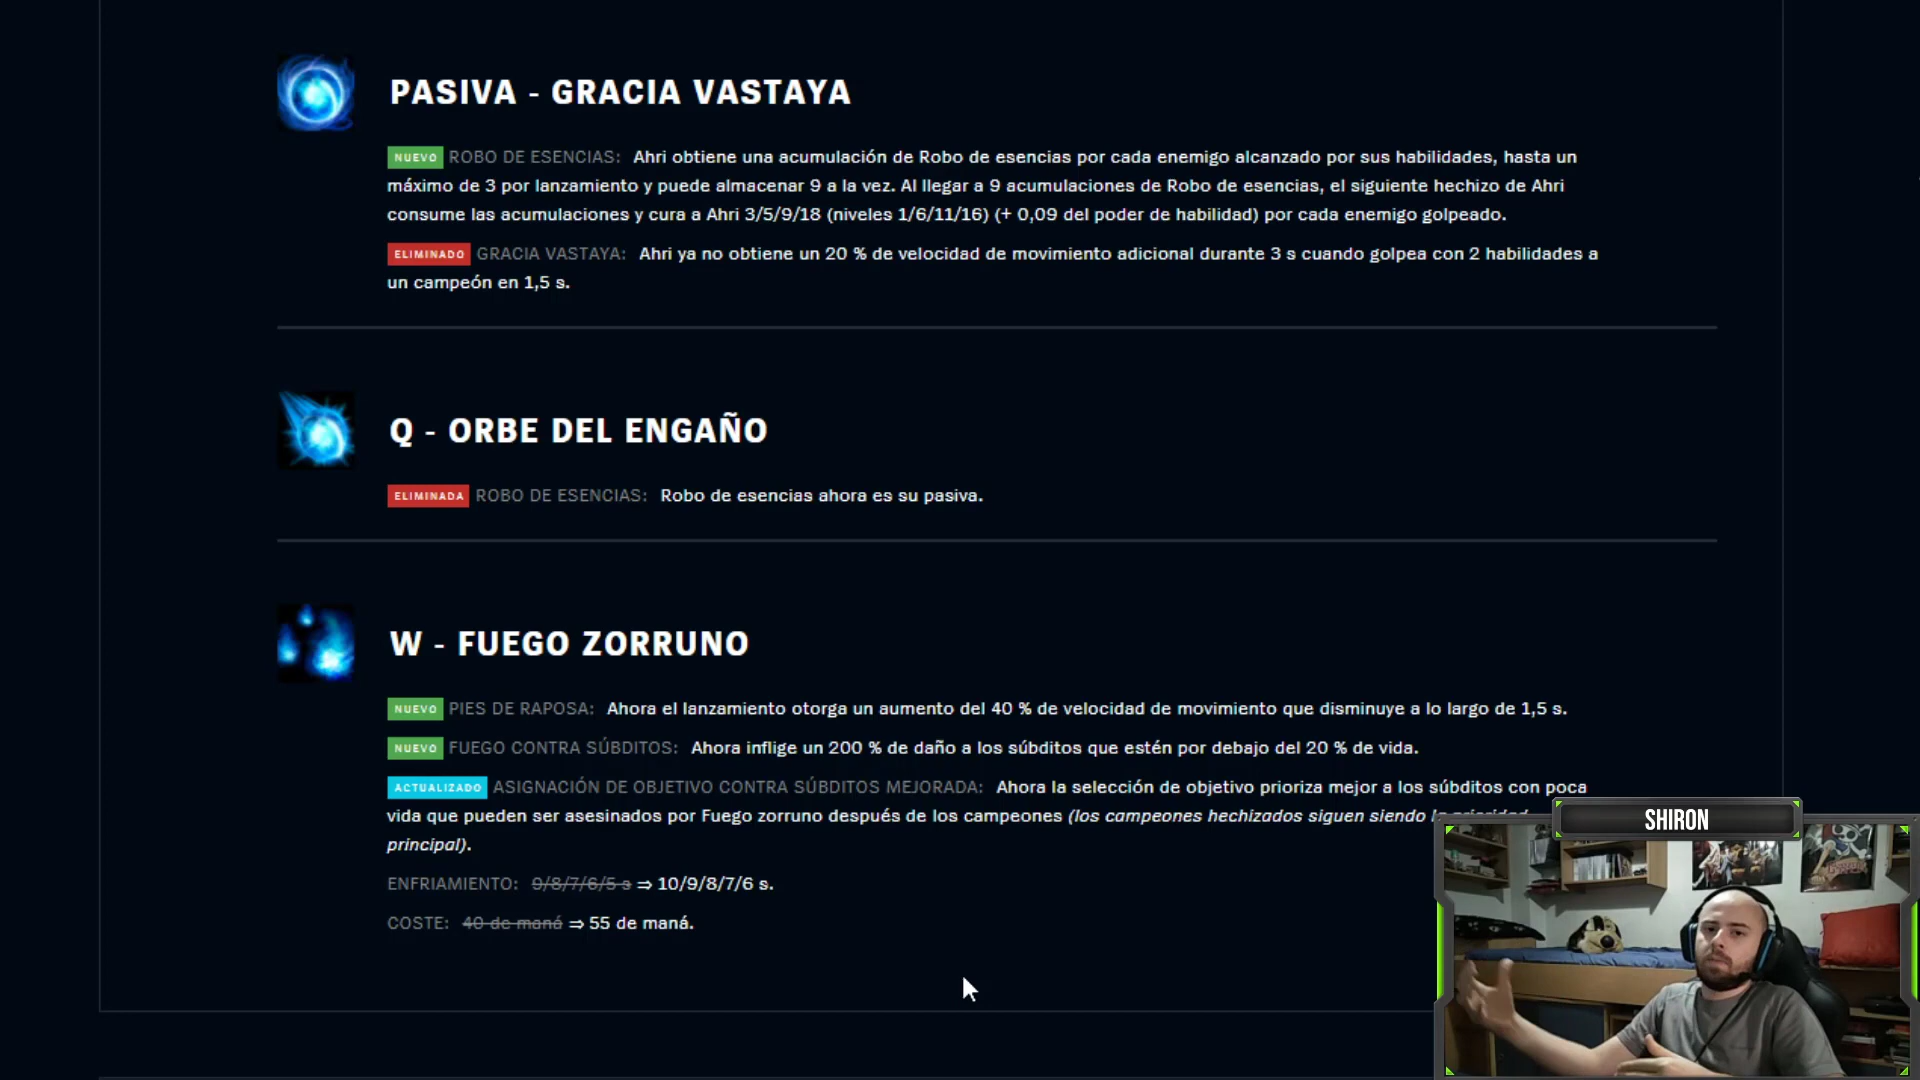 PASIVA - GRACIA VASTAYA
NUEVO ROBO DE ESENCIAS: Ahri obtiene una acumulación de Robo de esencias por cada enemigo alcanzado por sus habilidades, hasta un
máximo de 3 por lanzamiento y puede almacenar 9 a la vez. Al llegar a 9 acumulaciones de Robo de esencias, el siguiente hechizo de Ahri
consume las acumulaciones y cura a Ahri 3/5/9/18 (niveles 1/6/11/16) (+ 0,09 del poder de habilidad) por cada enemigo golpeado.
ELIMINADO GRACIA VASTAYA: Ahri ya no obtiene un 20 % de velocidad de movimiento adicional durante 3 s cuando golpea con 2 habilidades a
un campeón en 1,5 s.
Q - ORBE DEL ENGAÑO
ELIMINADA ROBO DE ESENCIAS: Robo de esencias ahora es su pasiva.
W - FUEGO ZORRUNO
NUEVO PIES DE RAPOSA: Ahora el lanzamiento otorga un aumento del 40 % de velocidad de movimiento que disminuye a lo largo de 1,5 s.
NUEVO FUEGO CONTRA SÚBDITOS: Ahora inflige un 200 % de daño a los súbditos que estén por debajo del 20 % de vida.
ACTUALIZADO ASIGNACIÓN DE OBJETIVO CONTRA SÚBDITOS MEJORADA: Ahora la selección de objetivo prioriza mejor a los súbditos con poca
vida que pueden ser asesinados por Fuego zorruno después de los campeones (los campeones hechizados siguen siendo la prioridad
principal).
ENFRIAMIENTO: 9/8/7/6/5 s ⇒ 10/9/8/7/6 s.
COSTE: 40 de maná ⇒ 55 de maná.
SHIRON